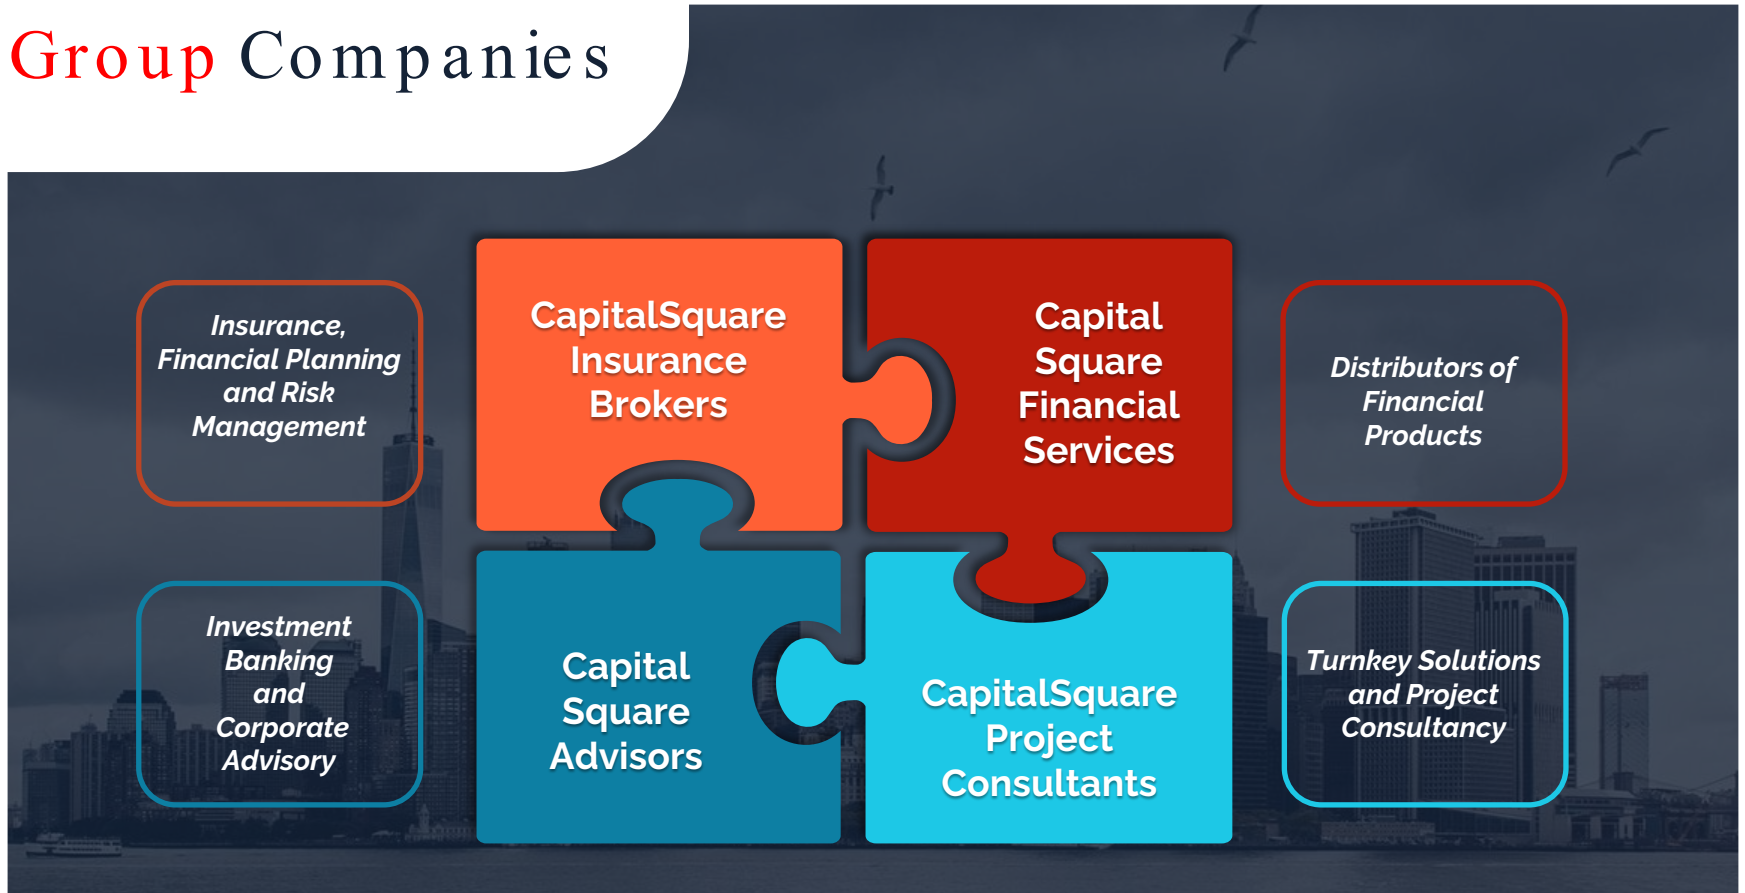 Group Companies
Insurance,
Financial Planning
and Risk
Management
CapitalSquare
Insurance
Brokers
Capital
Square
Financial
Services
Distributors of
Financial
Products
Investment
Banking
and
Corporate
Advisory
Capital
Square
Advisors
CapitalSquare
Project
Consultants
Turnkey Solutions
and Project
Consultancy